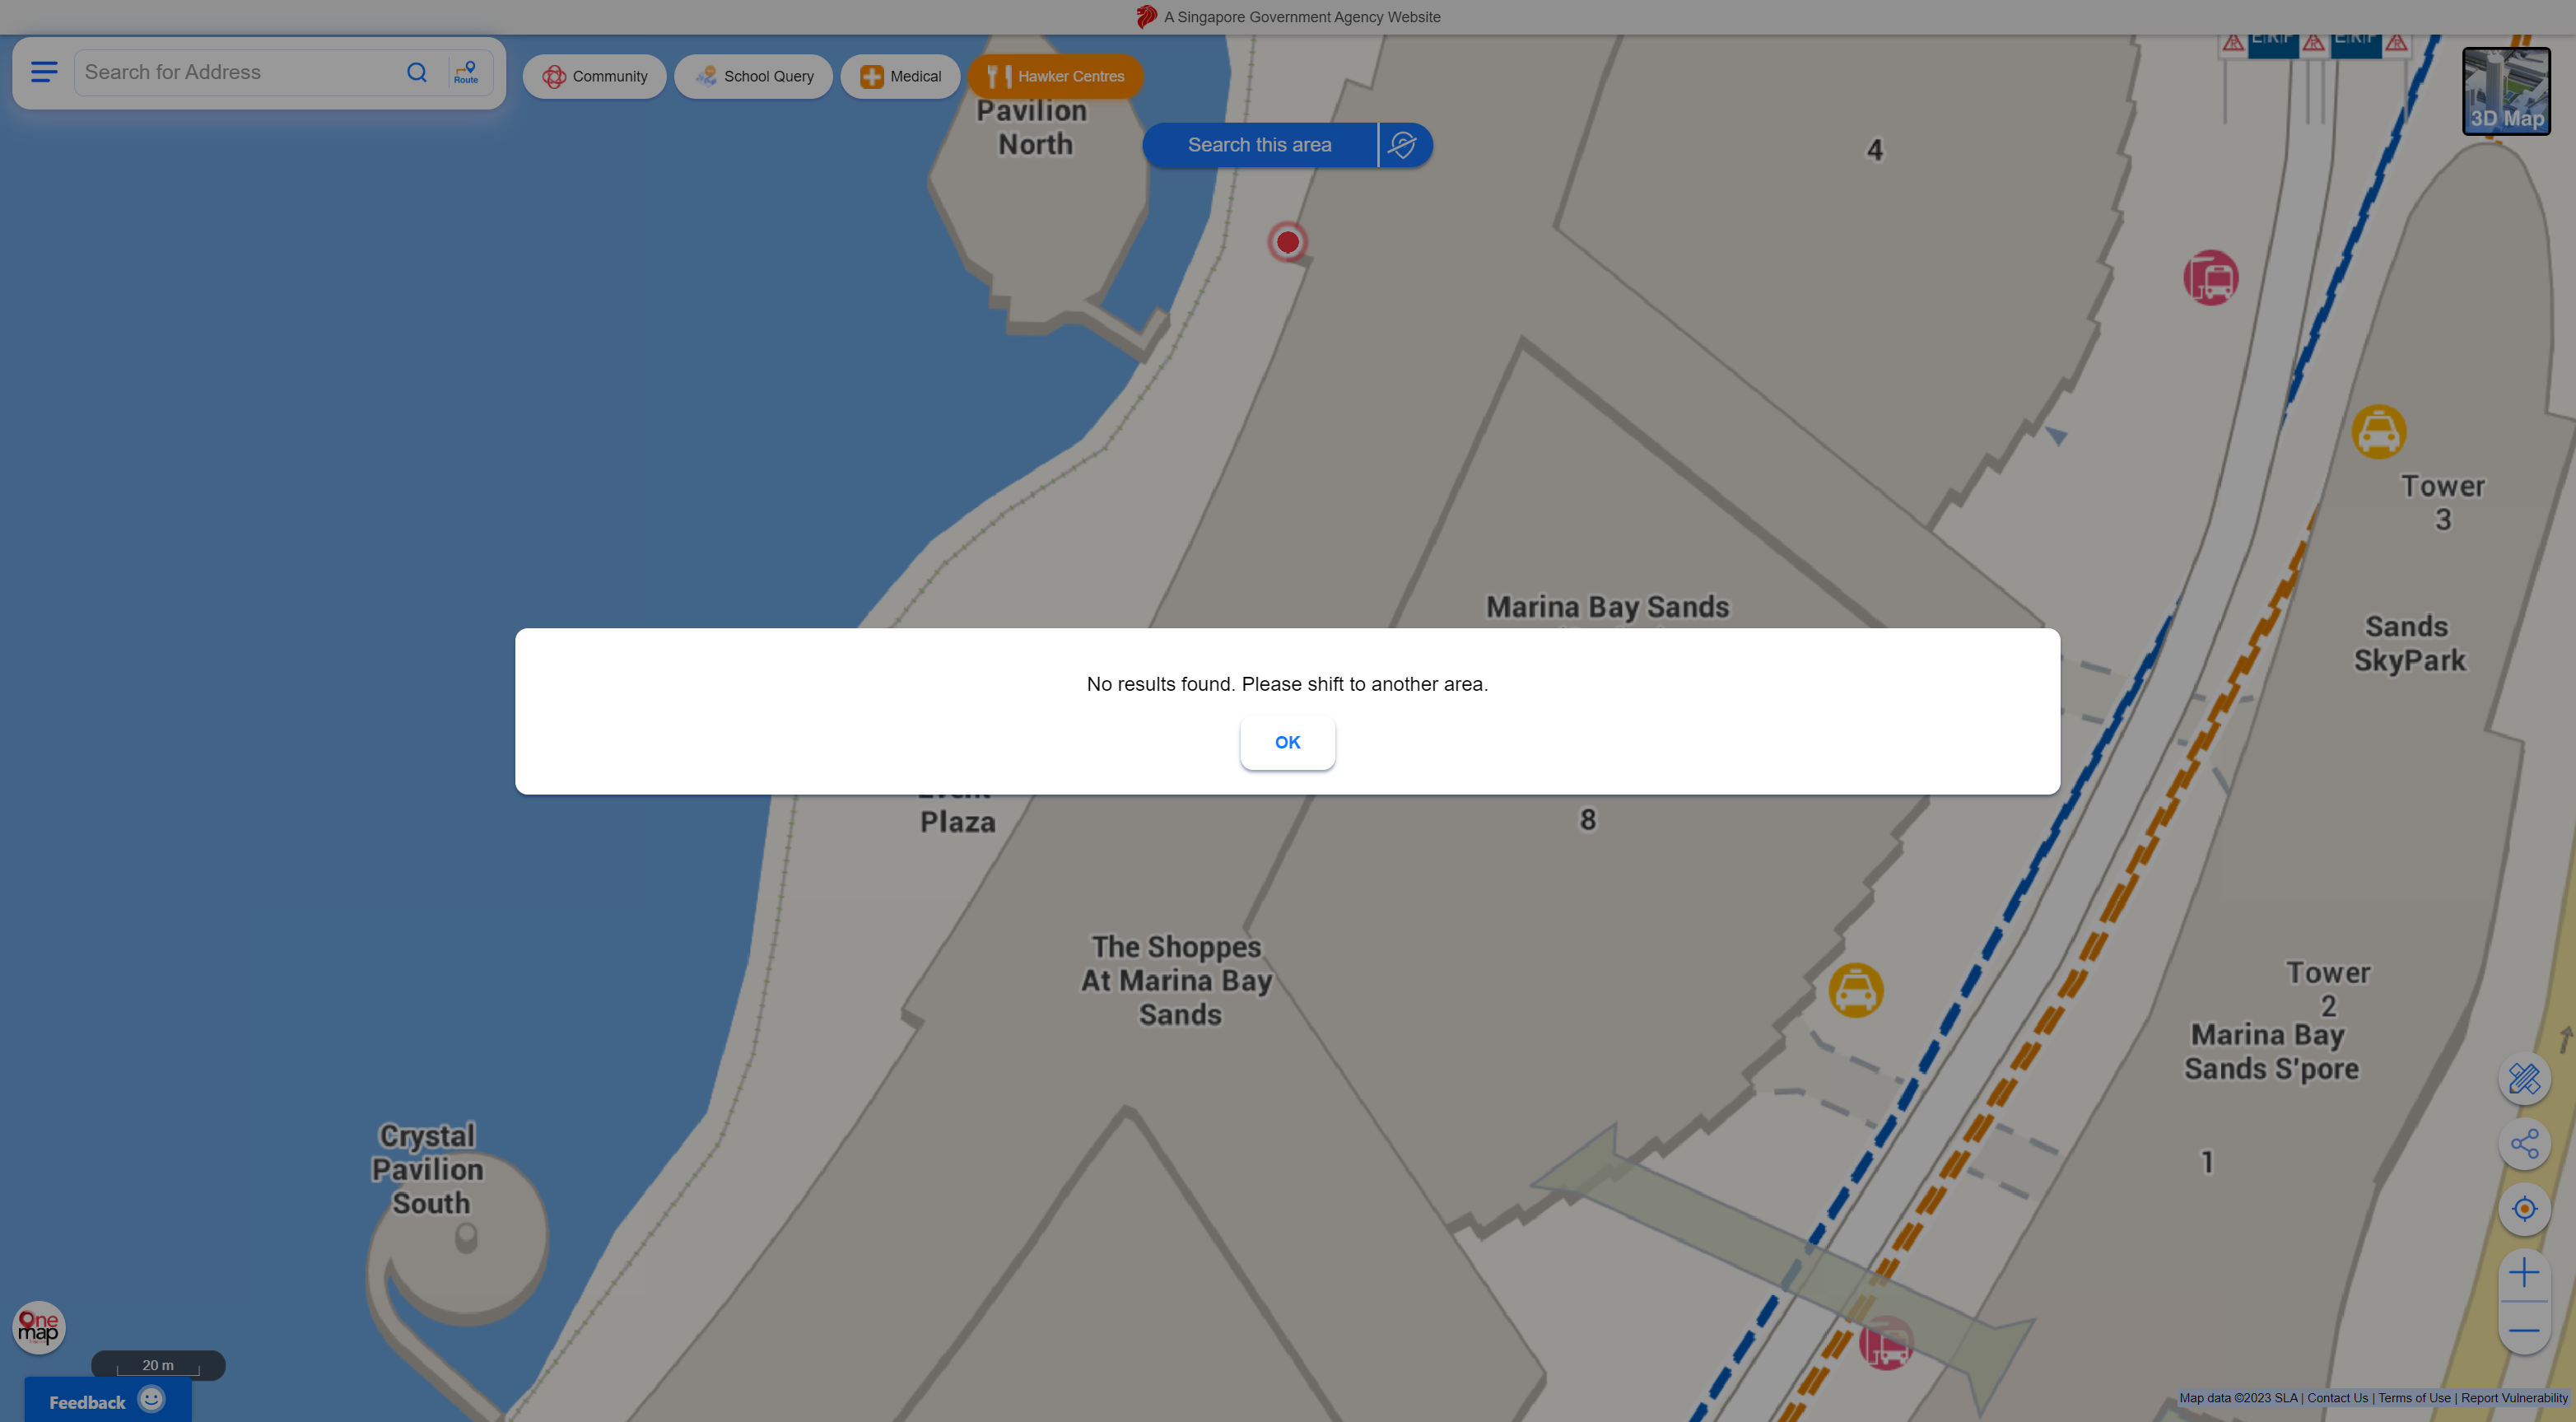 A Singapore Government Agency Website
Search for Address
Route
Community
School Query
Medical
Hawker Centres
Search this area
3D Map
Pavilion
North
4
Tower
3
Marina Bay Sands
Sands
SkyPark
No results found. Please shift to another area.
OK
Plaza
8
The Shoppes
At Marina Bay
Sands
Tower
2
Marina Bay
Sands S'pore
1
Crystal
Pavilion
South
One
map
20 m
Feedback
Map data ©2023 SLA | Contact Us | Terms of Use | Report Vulnerability